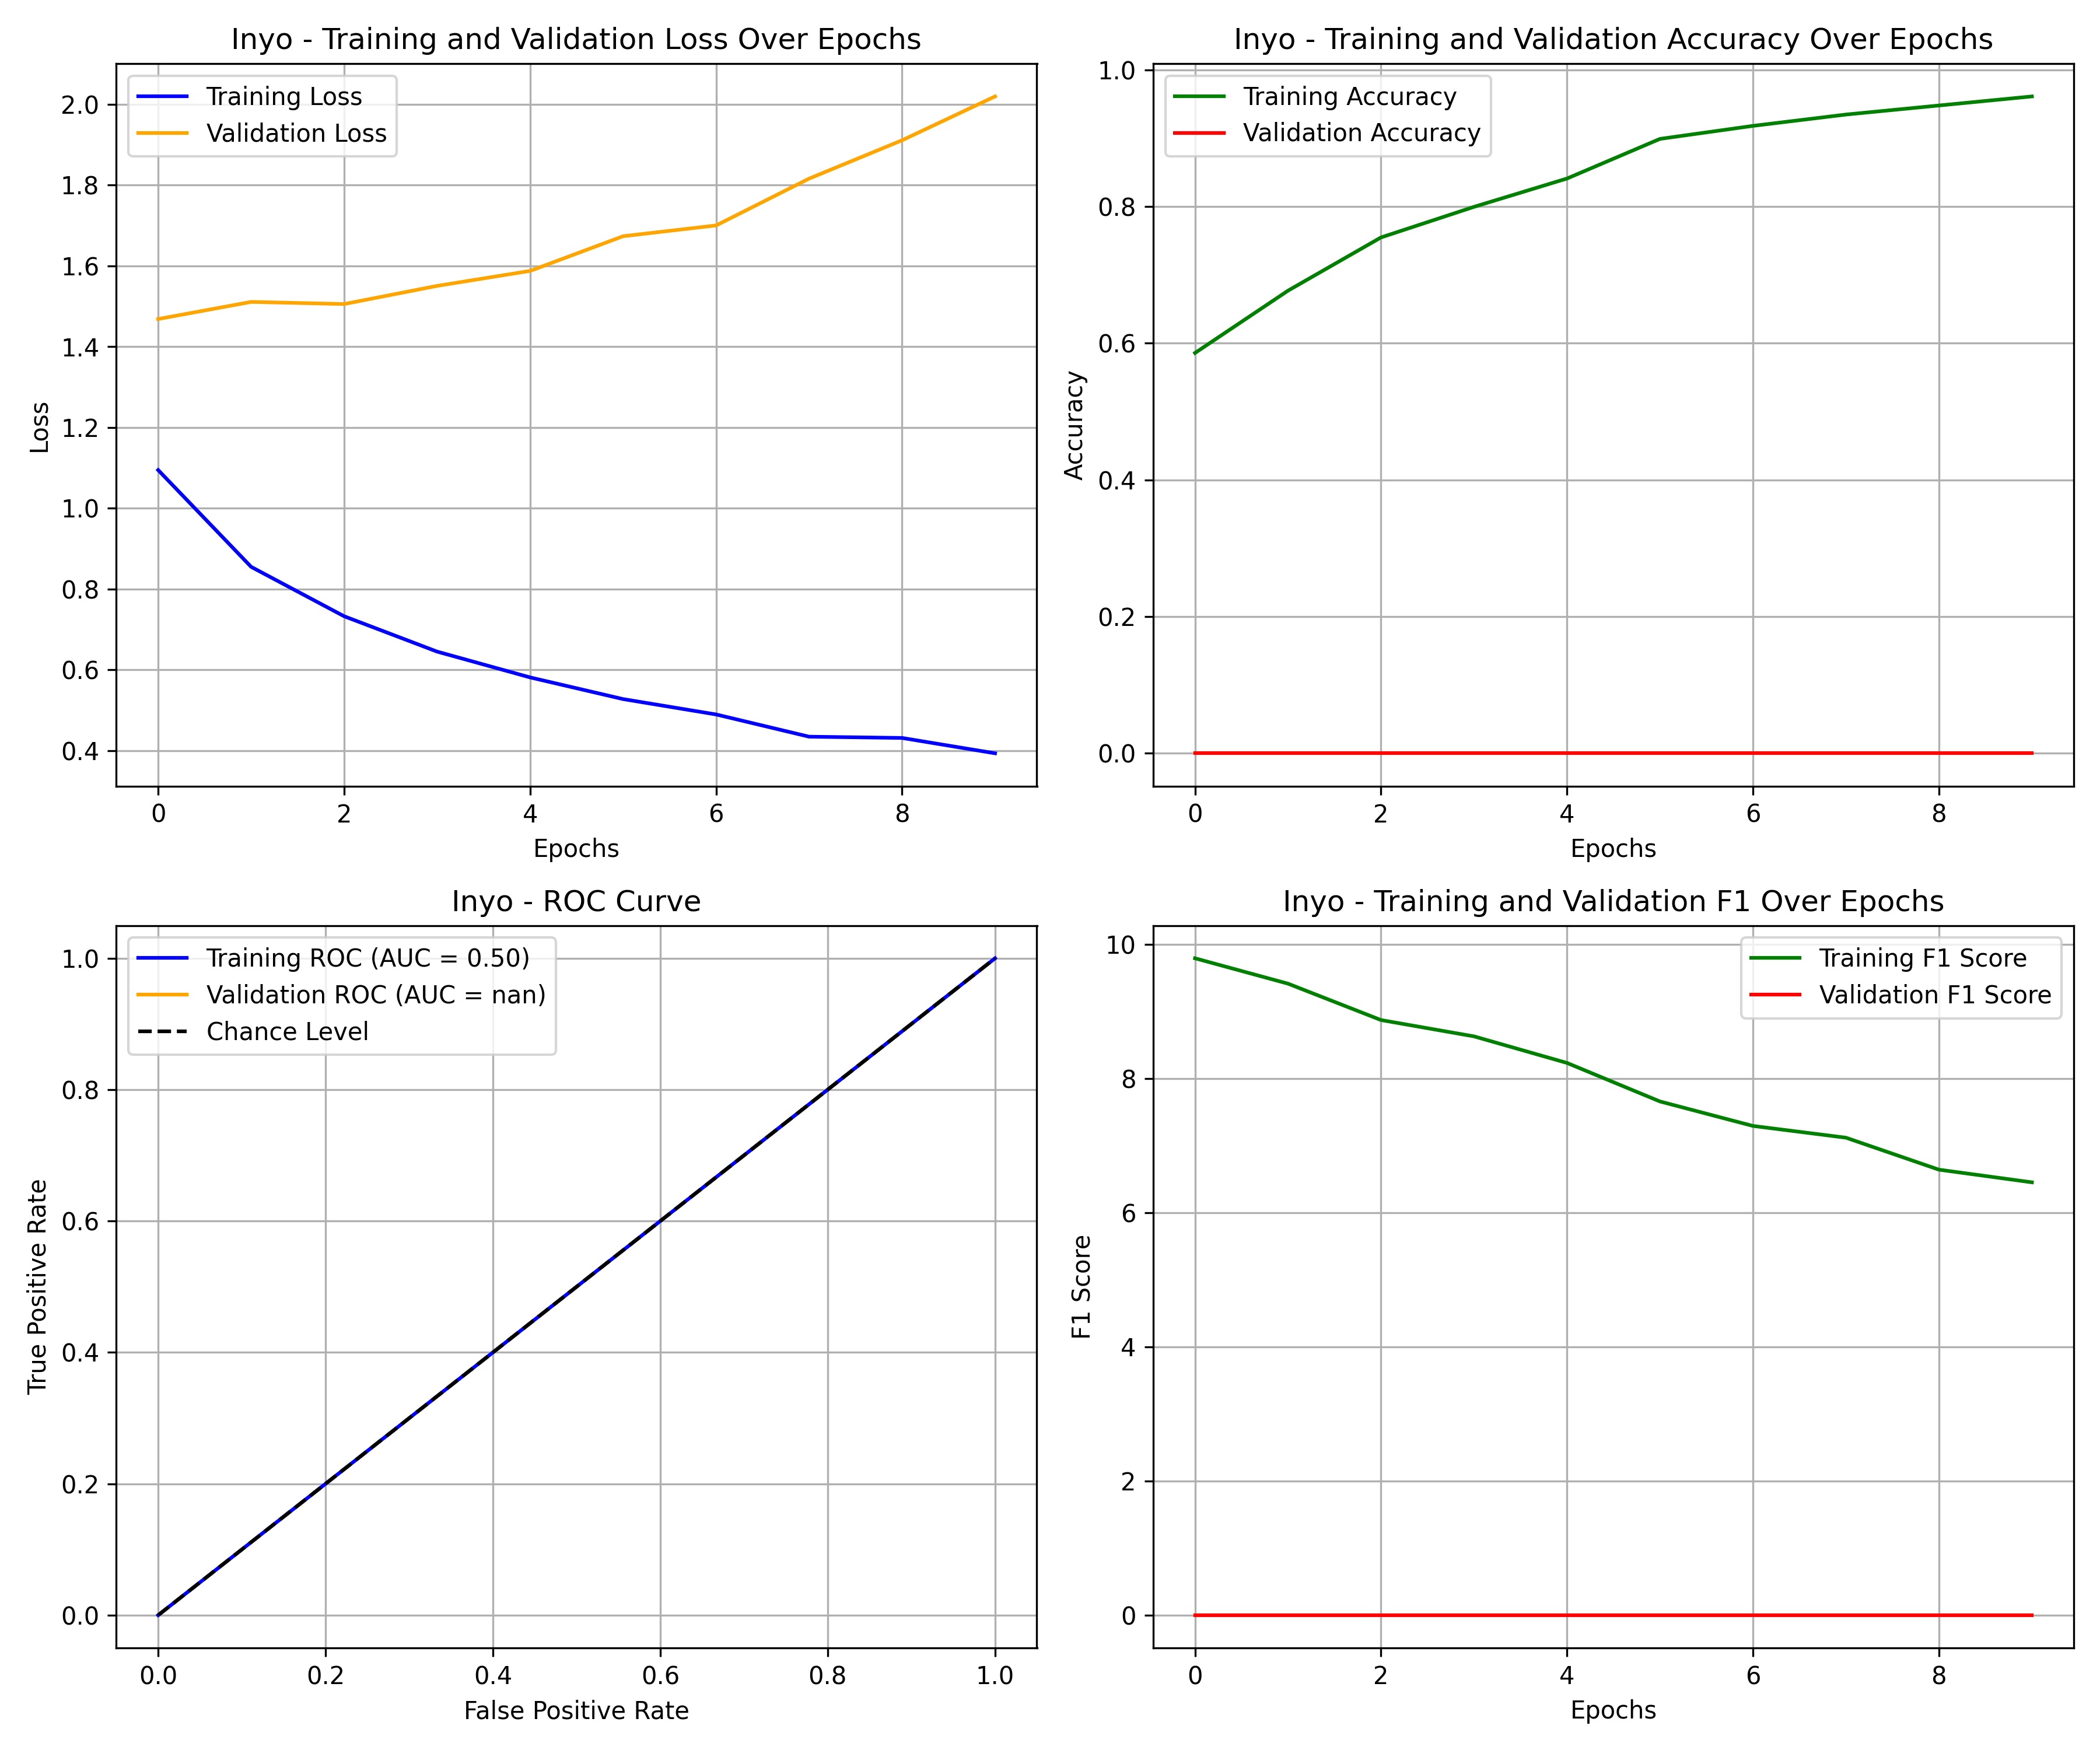 Inyo - Training and Validation Loss Over Epochs
Training Loss
Validation Loss
2.0
1.8
1.6
1.4
1.2
1.0
0.8
0.6
0.4
Loss
0 2 4 6 8
Epochs
Inyo - Training and Validation Accuracy Over Epochs
Training Accuracy
Validation Accuracy
1.0
0.8
0.6
0.4
0.2
0.0
Accuracy
0 2 4 6 8
Epochs
Inyo - ROC Curve
Training ROC (AUC = 0.50)
Validation ROC (AUC = nan)
Chance Level
1.0
0.8
0.6
0.4
0.2
0.0
True Positive Rate
0.0 0.2 0.4 0.6 0.8 1.0
False Positive Rate
Inyo - Training and Validation F1 Over Epochs
Training F1 Score
Validation F1 Score
10
8
6
4
2
0
F1 Score
0 2 4 6 8
Epochs